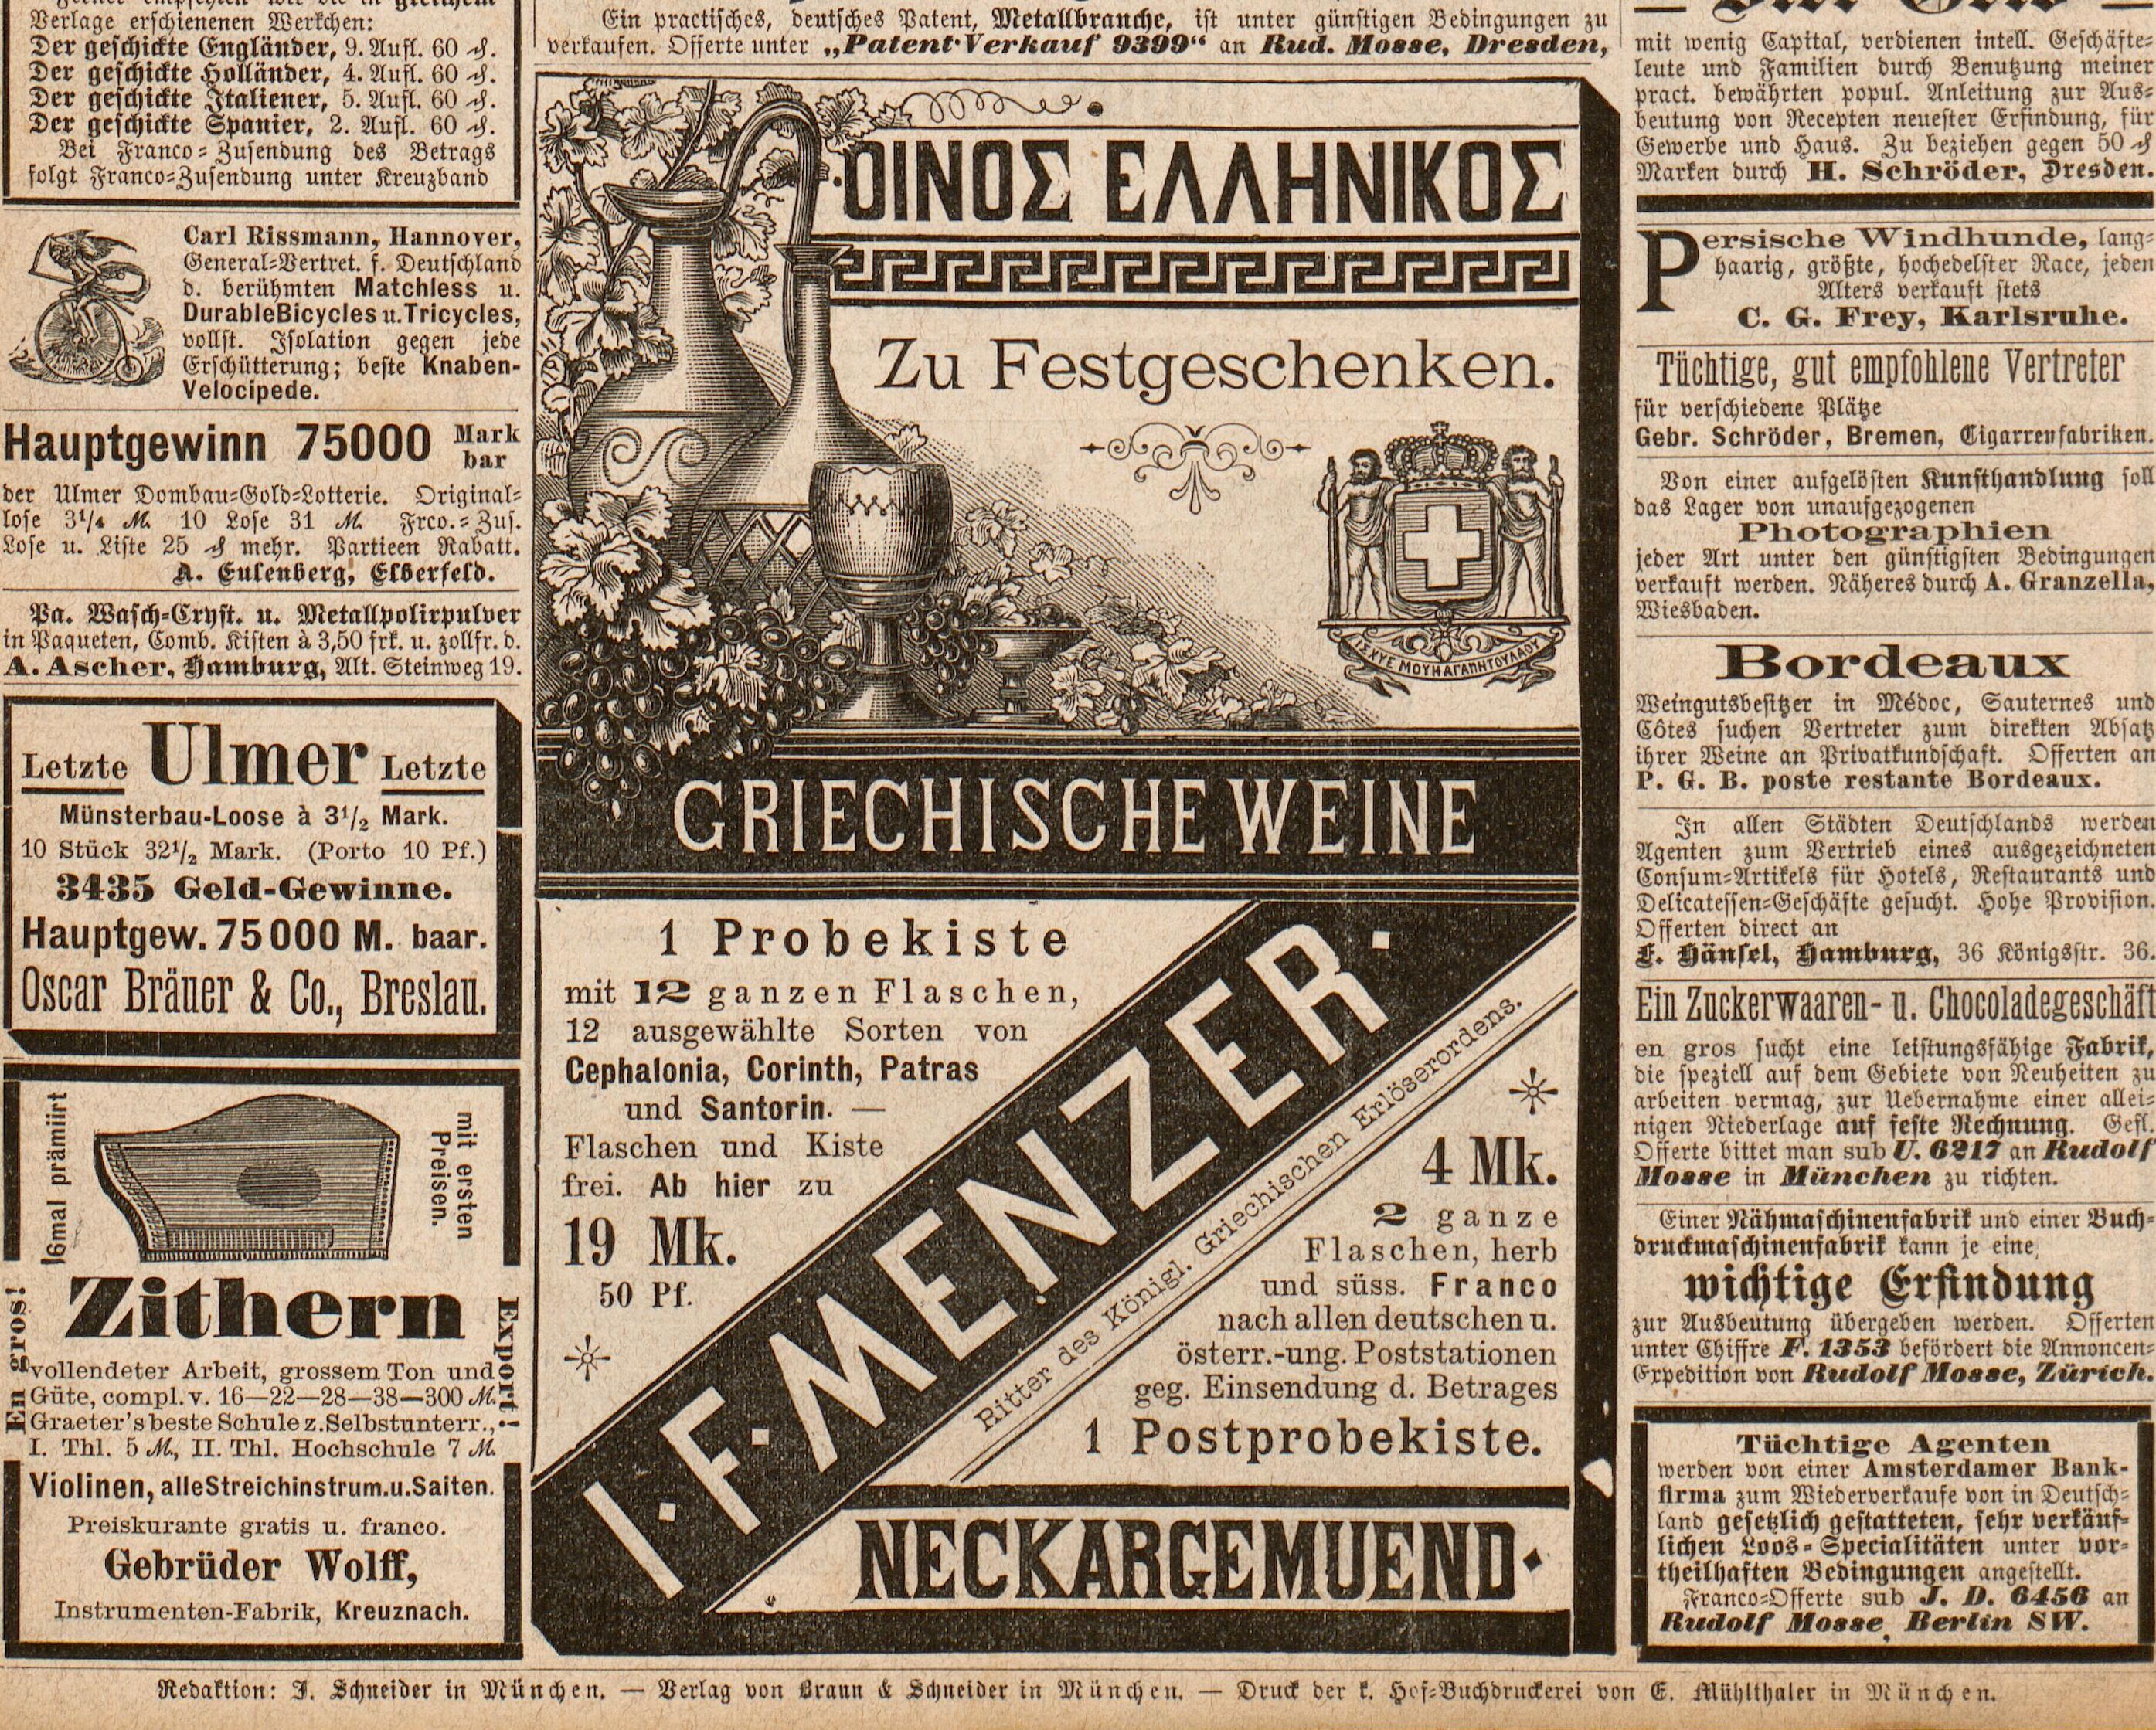 Verlage erschienenen Werkchen:
Der geschickte Engländer, 9. Aufl. 60 ₰.
Der geschickte Holländer, 4. Aufl. 60 ₰.
Der geschickte Italiener, 5. Aufl. 60 ₰.
Der geschickte Spanier, 2. Aufl. 60 ₰.
Bei Franco-Zusendung des Betrags
folgt Franco-Zusendung unter Kreuzband
Carl Rissmann, Hannover,
General-Vertret. f. Deutschland
d. berühmten Matchless u.
Durable Bicycles u. Tricycles,
vollst. Isolation gegen jede
Erschütterung; beste Knaben-
Velocipede.
Hauptgewinn 75000 Mark bar
der Ulmer Dombau-Gold-Lotterie. Original-
lose 3¼ M. 10 Lose 31 M. Frco.-Zus.
Lose u. Liste 25 ₰ mehr. Partieen Rabatt.
A. Eulenberg, Elberfeld.
Pa. Wasch-Cryst. u. Metallpolirpulver
in Paqueten, Comb. Kisten à 3,50 frk. u. zollfr. d.
A. Ascher, Hamburg, Alt. Steinweg 19.
Letzte Ulmer Letzte
Münsterbau-Loose à 3½ Mark.
10 Stück 32½ Mark. (Porto 10 Pf.)
3435 Geld-Gewinne.
Hauptgew. 75000 M. baar.
Oscar Bräuer & Co., Breslau.
16mal prämiirt
mit ersten
Preisen.
Zithern
En gros!
Export!
vollendeter Arbeit, grossem Ton und
Güte, compl. v. 16—22—28—38—300 M.
Graeter's beste Schule z. Selbstunterr.,
I. Thl. 5 M., II. Thl. Hochschule 7 M.
Violinen, alle Streichinstrum. u. Saiten.
Preiskurante gratis u. franco.
Gebrüder Wolff,
Instrumenten-Fabrik, Kreuznach.
Ein practisches, deutsches Patent, Metallbranche, ist unter günstigen Bedingungen zu
verkaufen. Offerte unter „Patent-Verkauf 9399“ an Rud. Mosse, Dresden,
ΟΙΝΟΣ ΕΛΛΗΝΙΚΟΣ
Zu Festgeschenken.
ΙΣΧΥΣ ΜΟΥ Η ΑΓΑΠΗ ΤΟΥ ΛΑΟΥ
GRIECHISCHE WEINE
1 Probekiste
mit 12 ganzen Flaschen,
12 ausgewählte Sorten von
Cephalonia, Corinth, Patras
und Santorin. —
Flaschen und Kiste
frei. Ab hier zu
19 Mk.
50 Pf.
I. F. MENZER.
Ritter des Königl. Griechischen Erlöserordens.
4 Mk.
2 ganze
Flaschen, herb
und süss. Franco
nach allen deutschen u.
österr.-ung. Poststationen
geg. Einsendung d. Betrages
1 Postprobekiste.
NECKARGEMUEND.
mit wenig Capital, verdienen intell. Geschäfts-
leute und Familien durch Benutzung meiner
pract. bewährten popul. Anleitung zur Aus-
beutung von Recepten neuester Erfindung, für
Gewerbe und Haus. Zu beziehen gegen 50 ₰
Marken durch H. Schröder, Dresden.
Persische Windhunde, lang-
haarig, größte, hochedelster Race, jeden
Alters verkauft stets
C. G. Frey, Karlsruhe.
Tüchtige, gut empfohlene Vertreter
für verschiedene Plätze
Gebr. Schröder, Bremen, Cigarrenfabriken.
Von einer aufgelösten Kunsthandlung soll
das Lager von unaufgezogenen
Photographien
jeder Art unter den günstigsten Bedingungen
verkauft werden. Näheres durch A. Granzella,
Wiesbaden.
Bordeaux
Weingutsbesitzer in Médoc, Sauternes und
Côtes suchen Vertreter zum direkten Absatz
ihrer Weine an Privatkundschaft. Offerten an
P. G. B. poste restante Bordeaux.
In allen Städten Deutschlands werden
Agenten zum Vertrieb eines ausgezeichneten
Consum-Artikels für Hotels, Restaurants und
Delicatessen-Geschäfte gesucht. Hohe Provision.
Offerten direct an
F. Hänsel, Hamburg, 36 Königsstr. 36.
Ein Zuckerwaaren- u. Chocoladegeschäft
en gros sucht eine leistungsfähige Fabrik,
die speziell auf dem Gebiete von Neuheiten zu
arbeiten vermag, zur Uebernahme einer allei-
nigen Niederlage auf feste Rechnung. Gefl.
Offerte bittet man sub U. 6217 an Rudolf
Mosse in München zu richten.
Einer Nähmaschinenfabrik und einer Buch-
druckmaschinenfabrik kann je eine
wichtige Erfindung
zur Ausbeutung übergeben werden. Offerten
unter Chiffre F. 1353 befördert die Annoncen-
Expedition von Rudolf Mosse, Zürich.
Tüchtige Agenten
werden von einer Amsterdamer Bank-
firma zum Wiederverkaufe von in Deutsch-
land gesetzlich gestatteten, sehr verkäuf-
lichen Loos-Specialitäten unter vor-
theilhaften Bedingungen angestellt.
Franco-Offerte sub J. D. 6456 an
Rudolf Mosse, Berlin SW.
Redaktion: J. Schneider in München. — Verlag von Braun & Schneider in München. — Druck der k. Hof-Buchdruckerei von E. Mühlthaler in München.